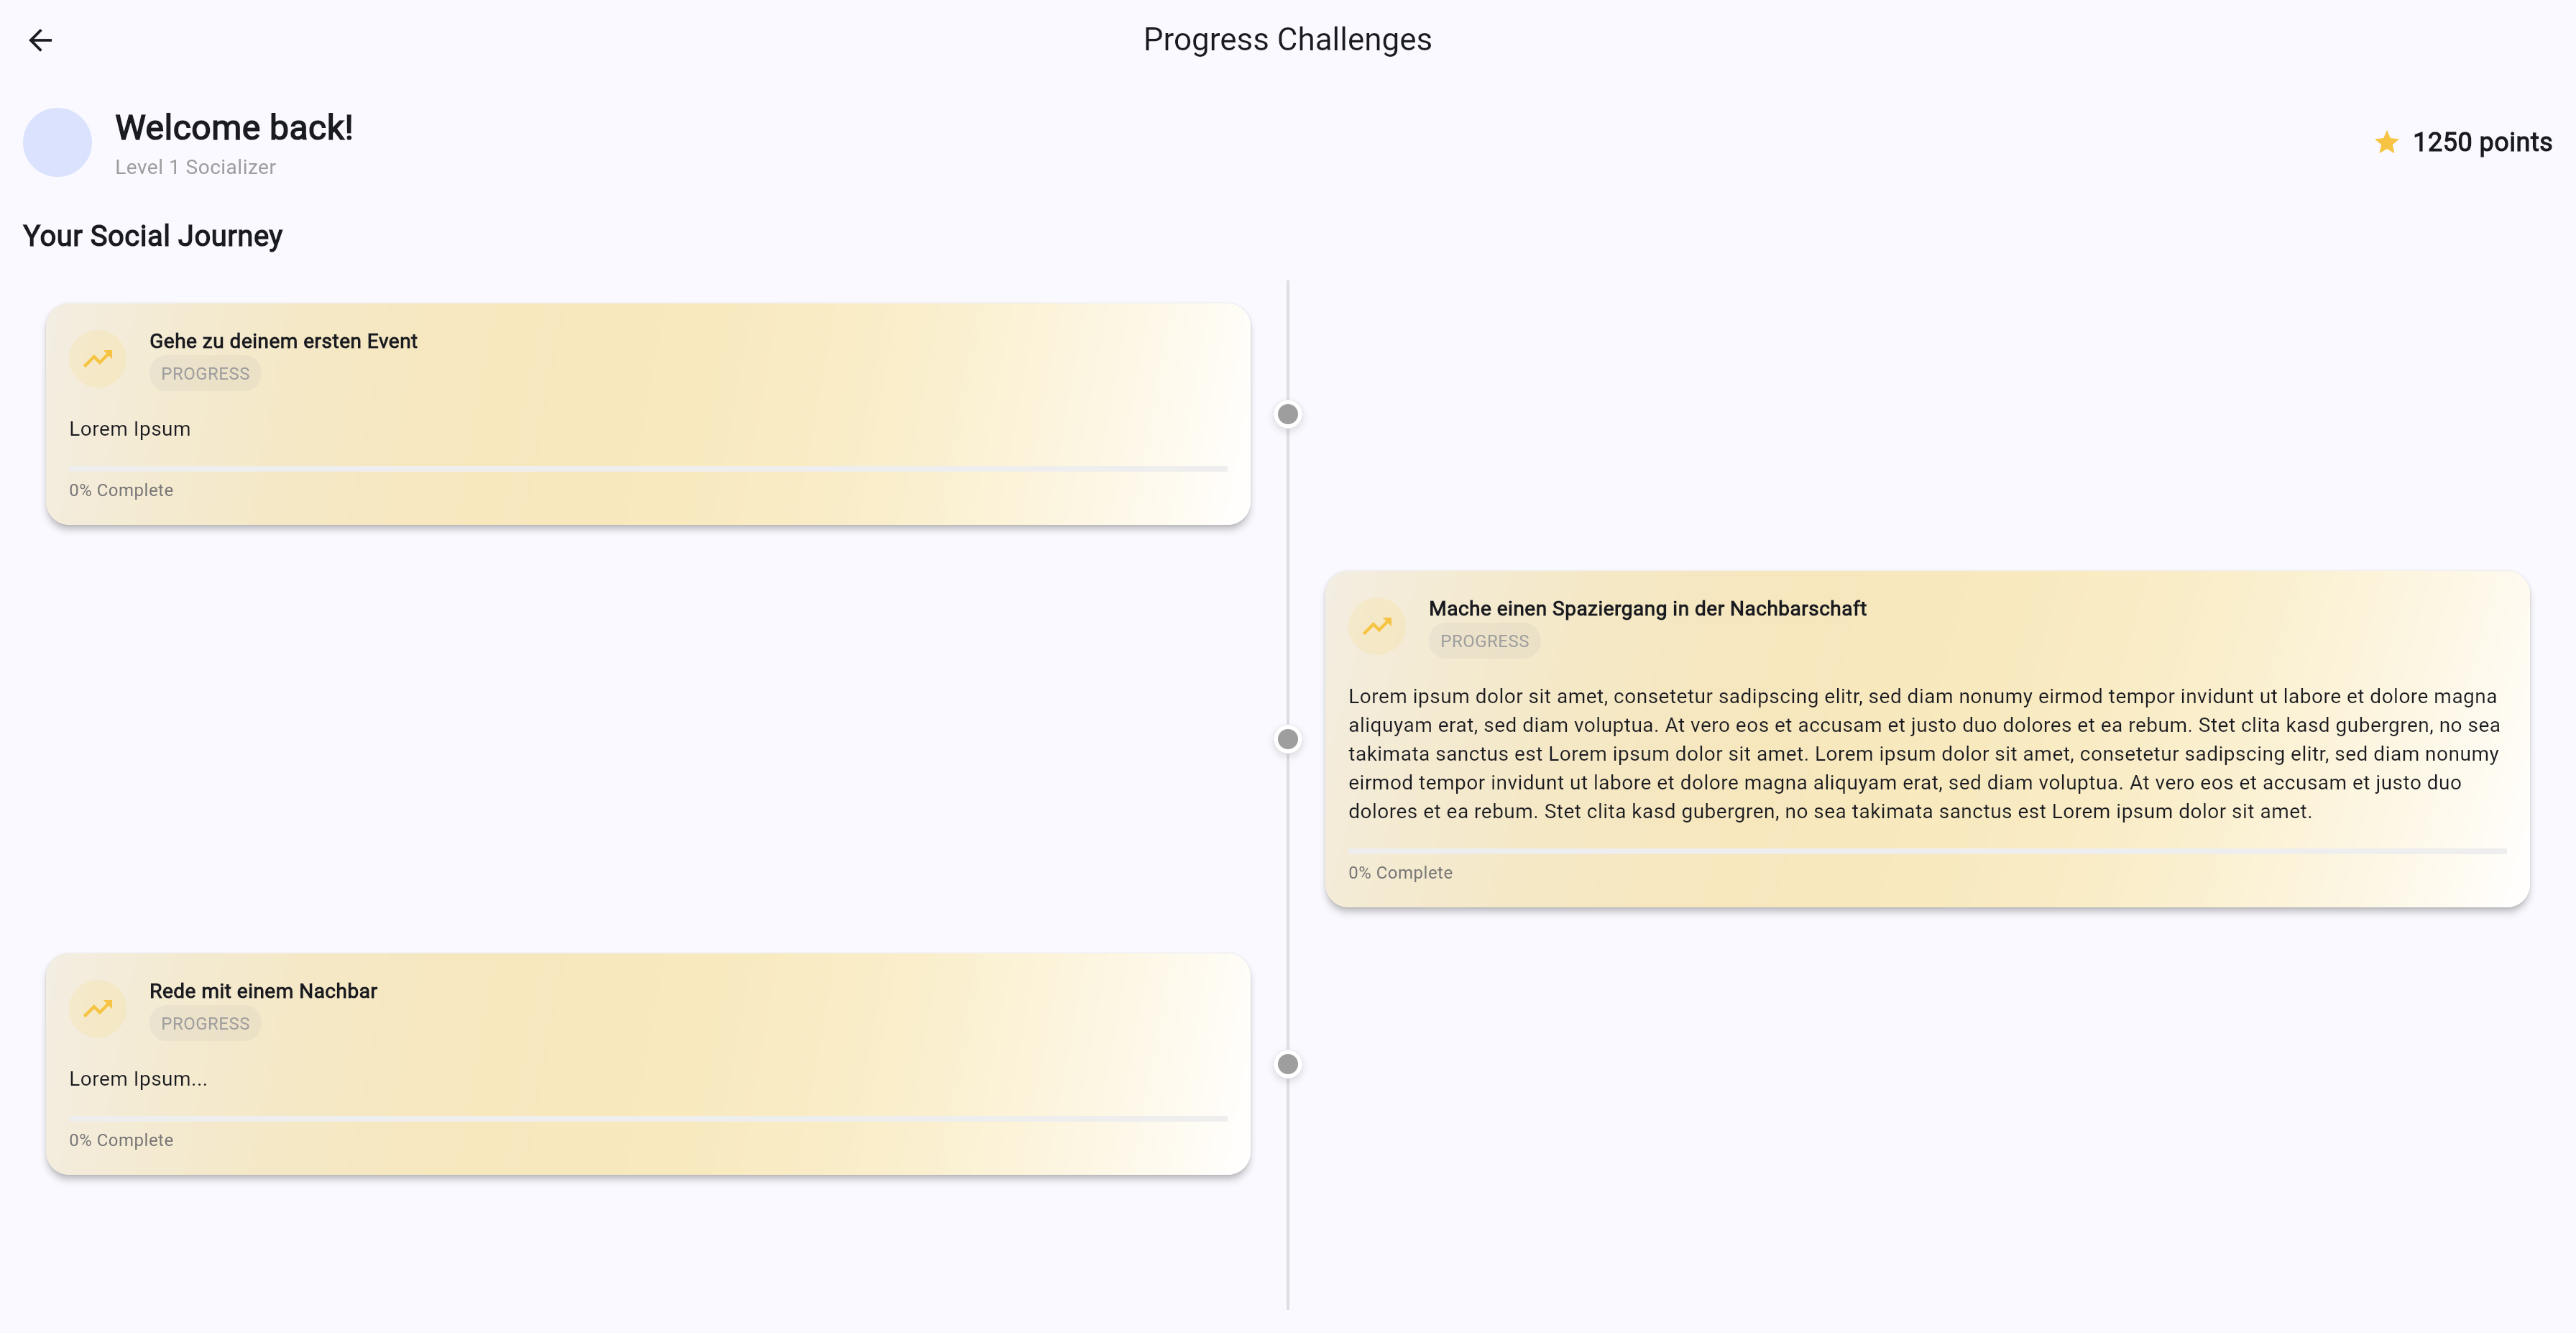 Progress Challenges
Welcome back!
Level 1 Socializer
1250 points
Your Social Journey
Gehe zu deinem ersten Event
PROGRESS
Lorem Ipsum
0% Complete
Mache einen Spaziergang in der Nachbarschaft
PROGRESS
Lorem ipsum dolor sit amet, consetetur sadipscing elitr, sed diam nonumy eirmod tempor invidunt ut labore et dolore magna
aliquyam erat, sed diam voluptua. At vero eos et accusam et justo duo dolores et ea rebum. Stet clita kasd gubergren, no sea
takimata sanctus est Lorem ipsum dolor sit amet. Lorem ipsum dolor sit amet, consetetur sadipscing elitr, sed diam nonumy
eirmod tempor invidunt ut labore et dolore magna aliquyam erat, sed diam voluptua. At vero eos et accusam et justo duo
dolores et ea rebum. Stet clita kasd gubergren, no sea takimata sanctus est Lorem ipsum dolor sit amet.
0% Complete
Rede mit einem Nachbar
PROGRESS
Lorem Ipsum...
0% Complete